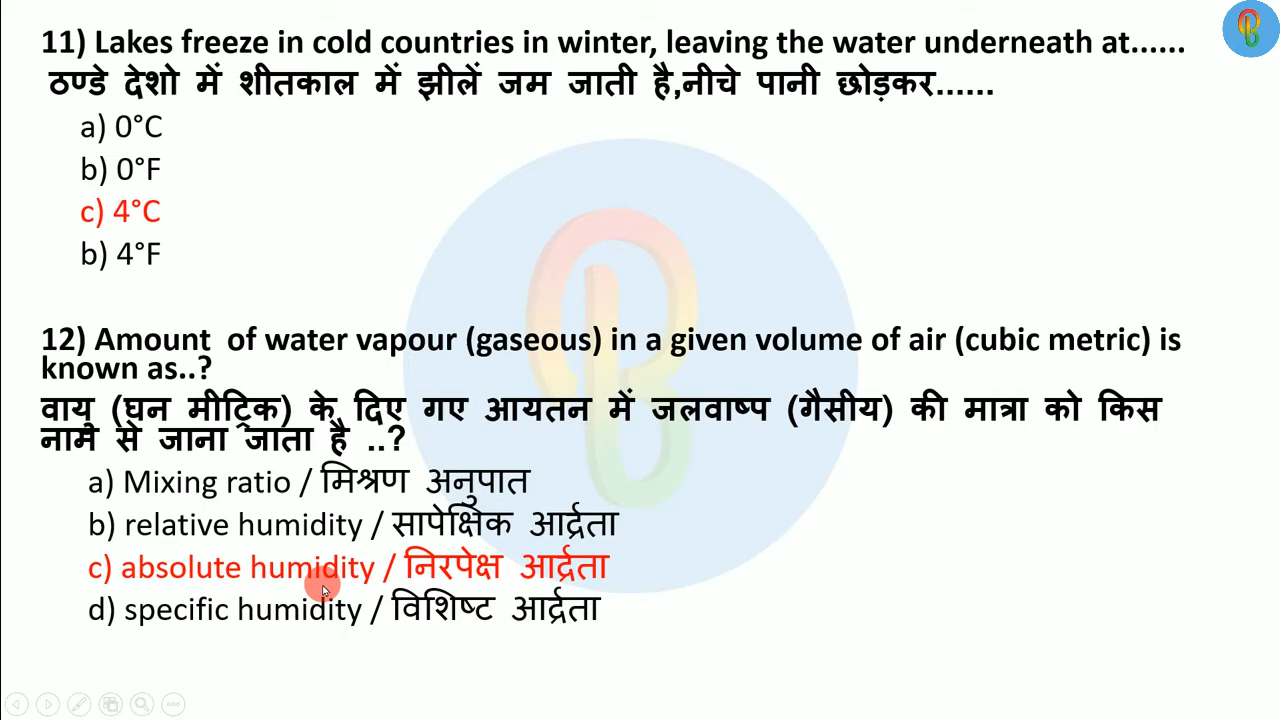 11) Lakes freeze in cold countries in winter, leaving the water underneath at......
ठण्डे देशो में शीतकाल में झीलें जम जाती है,नीचे पानी छोड़कर......
a) 0°C
b) 0°F
c) 4°C
b) 4°F
12) Amount of water vapour (gaseous) in a given volume of air (cubic metric) is
known as..?
वायु (घन मीट्रिक) के दिए गए आयतन में जलवाष्प (गैसीय) की मात्रा को किस
नाम से जाना जाता है ..?
a) Mixing ratio / मिश्रण अनुपात
b) relative humidity / सापेक्षिक आर्द्रता
c) absolute humidity / निरपेक्ष आर्द्रता
d) specific humidity / विशिष्ट आर्द्रता